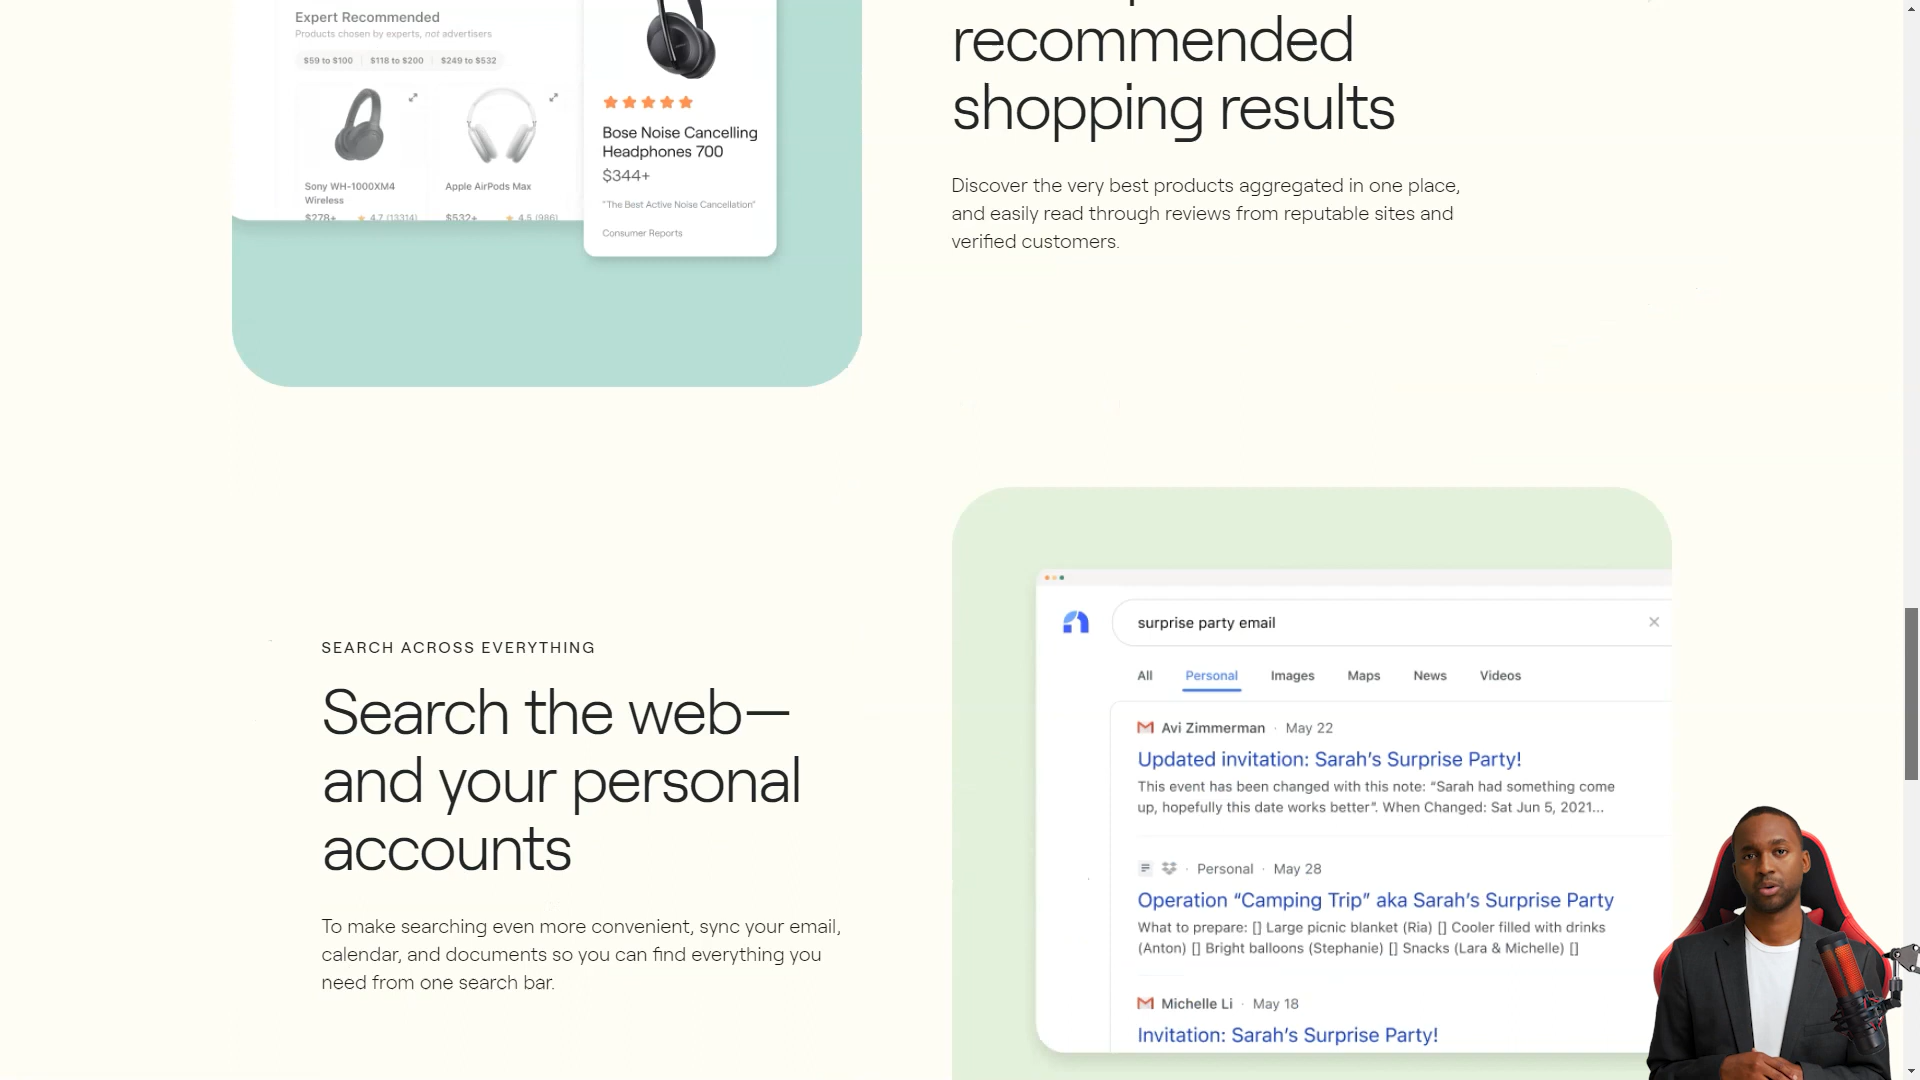 Expert Recommended
Products chosen by experts, not advertisers
$59 to $100
$118 to $200
$249 to $532
Sony WH-1000XM4
Wireless
$278+ 4.7 (13314)
Apple AirPods Max
$532+ 4.5 (986)
Bose Noise Cancelling
Headphones 700
$344+
"The Best Active Noise Cancellation"
Consumer Reports
recommended
shopping results
Discover the very best products aggregated in one place,
and easily read through reviews from reputable sites and
verified customers.
SEARCH ACROSS EVERYTHING
Search the web—
and your personal
accounts
To make searching even more convenient, sync your email,
calendar, and documents so you can find everything you
need from one search bar.
surprise party email
All Personal Images Maps News Videos
Avi Zimmerman · May 22
Updated invitation: Sarah’s Surprise Party!
This event has been changed with this note: “Sarah had something come
up, hopefully this date works better”. When Changed: Sat Jun 5, 2021...
· Personal · May 28
Operation “Camping Trip” aka Sarah’s Surprise Party
What to prepare: [] Large picnic blanket (Ria) [] Cooler filled with drinks
(Anton) [] Bright balloons (Stephanie) [] Snacks (Lara & Michelle) []
Michelle Li · May 18
Invitation: Sarah’s Surprise Party!